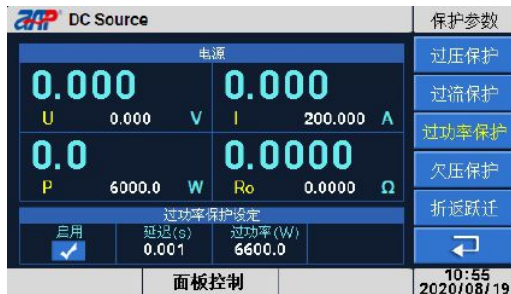 AAP DC Source
保护参数
电源
0.000
0.000
U 0.000 V
I 200.000 A
0.0
0.0000
P 6000.0 W
Ro 0.0000 Ω
过功率保护设定
启用
延迟(s)
过功率(W)
0.001
6600.0
过压保护
过流保护
过功率保护
欠压保护
折返跃迁
面板控制
10:55
2020/08/19